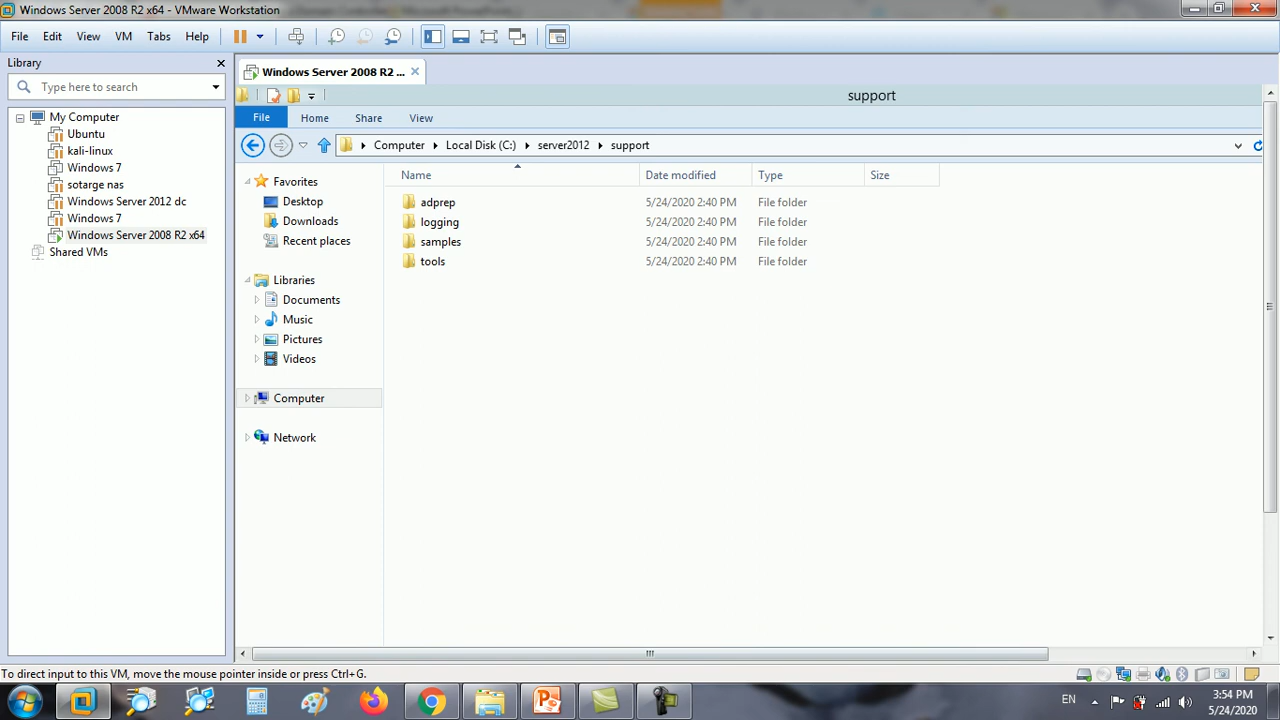 Windows Server 2008 R2 x64 - VMware Workstation
File Edit View VM Tabs Help
Library
Type here to search
My Computer
Ubuntu
kali-linux
Windows 7
sotarge nas
Windows Server 2012 dc
Windows 7
Windows Server 2008 R2 x64
Shared VMs
Windows Server 2008 R2 ...
support
File Home Share View
Computer Local Disk (C:) server2012 support
Favorites
Desktop
Downloads
Recent places
Libraries
Documents
Music
Pictures
Videos
Computer
Network
Name Date modified Type Size
adprep 5/24/2020 2:40 PM File folder
logging 5/24/2020 2:40 PM File folder
samples 5/24/2020 2:40 PM File folder
tools 5/24/2020 2:40 PM File folder
To direct input to this VM, move the mouse pointer inside or press Ctrl+G.
EN
3:54 PM
5/24/2020